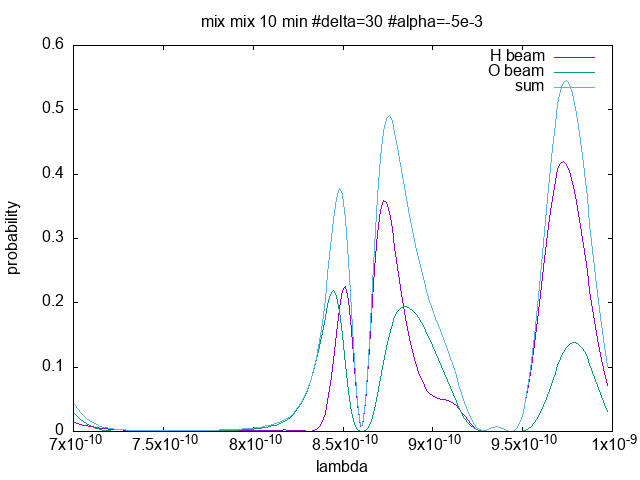 mix mix 10 min #delta=30 #alpha=-5e-3
H beam
O beam
sum
probability
0.6
0.5
0.4
0.3
0.2
0.1
0
7x10-10 7.5x10-10 8x10-10 8.5x10-10 9x10-10 9.5x10-10 1x10-9
lambda